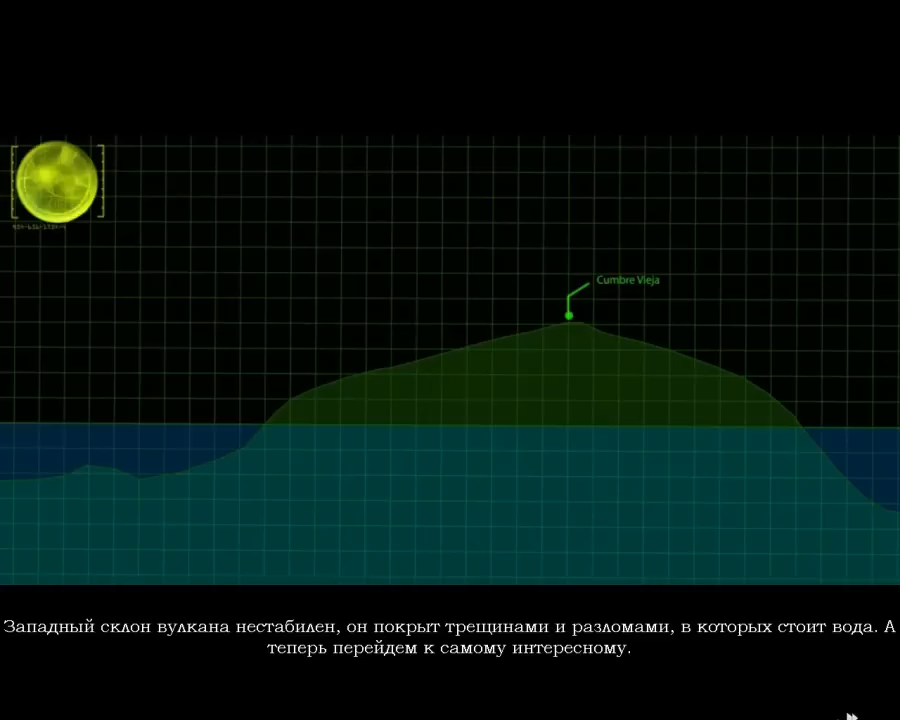 Cumbre Vieja
Западный склон вулкана нестабилен, он покрыт трещинами и разломами, в которых стоит вода. А
теперь перейдем к самому интересному.